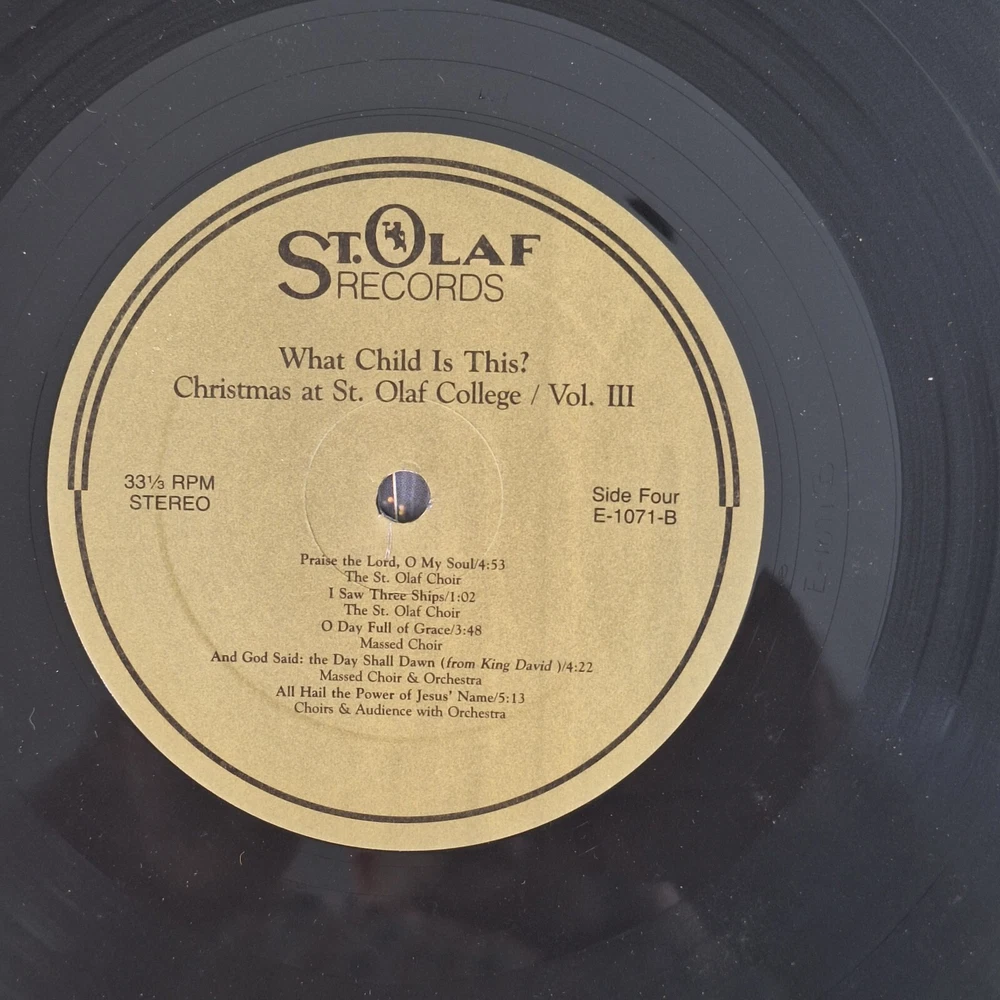 ST. OLAF
RECORDS
What Child Is This?
Christmas at St. Olaf College / Vol. III
33⅓ RPM
STEREO
Side Four
E-1071-B
Praise the Lord, O My Soul/4:53
The St. Olaf Choir
I Saw Three Ships/1:02
The St. Olaf Choir
O Day Full of Grace/3:48
Massed Choir
And God Said: the Day Shall Dawn (from King David )/4:22
Massed Choir & Orchestra
All Hail the Power of Jesus' Name/5:13
Choirs & Audience with Orchestra